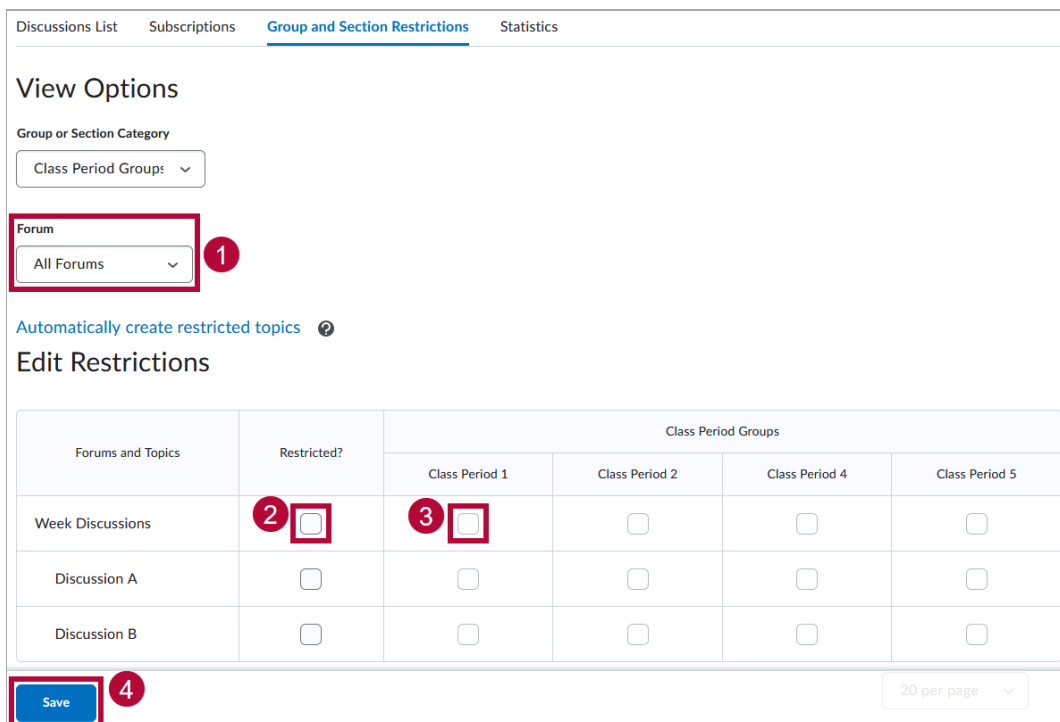 Discussions List Subscriptions Group and Section Restrictions Statistics
View Options
Group or Section Category
Class Period Groups
Forum
All Forums
1
Automatically create restricted topics ?
Edit Restrictions
Class Period Groups
Forums and Topics Restricted?
Class Period 1 Class Period 2 Class Period 4 Class Period 5
Week Discussions 2 3
Discussion A
Discussion B
Save 4 20 per page